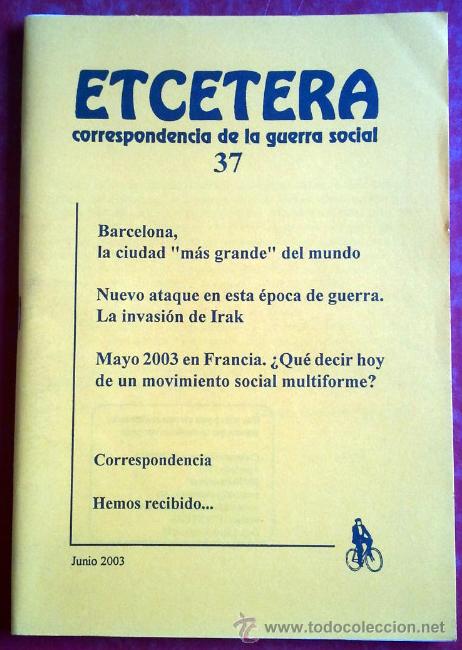 ETCETERA
correspondencia de la guerra social
37
Barcelona,
la ciudad "más grande" del mundo
Nuevo ataque en esta época de guerra.
La invasión de Irak
Mayo 2003 en Francia. ¿Qué decir hoy
de un movimiento social multiforme?
Correspondencia
Hemos recibido...
Junio 2003
© www.todocoleccion.net